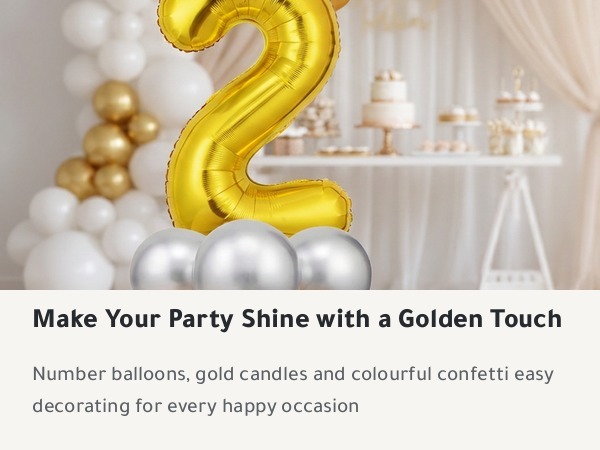 2
Make Your Party Shine with a Golden Touch
Number balloons, gold candles and colourful confetti easy
decorating for every happy occasion